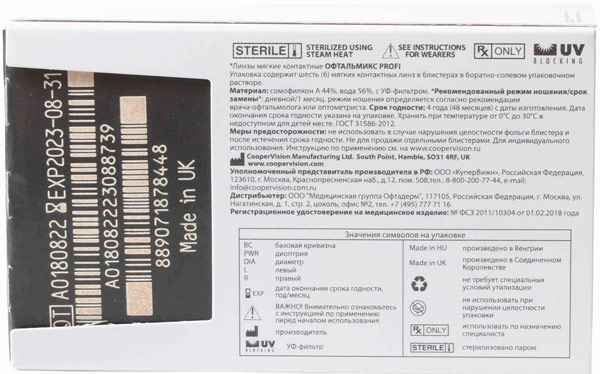 STERILE STERILIZED USING STEAM HEAT
SEE INSTRUCTIONS FOR WEARERS
Rx ONLY
UV BLOCKING
*Линзы мягкие контактные ОФТАЛЬМИКС PROFI
Упаковка содержит шесть (6) мягких контактных линз в блистерах в боратно-солевом упаковочном
растворе.
Материал: сомофилкон А 44%, вода 56%, с УФ-фильтром. *Рекомендованный режим ношения/срок
замены*: дневной/1 месяц, режим ношения определяется согласно рекомендации
врача-офтальмолога или оптометриста. Срок годности: 4 года (48 месяцев) с даты изготовления. Дата
окончания срока годности указана на упаковке. Хранить при температуре от 0°C до 30°C в
недоступном для детей месте. ГОСТ 31586-2012.
Меры предосторожности: не использовать в случае нарушения целостности фольги блистера и
после истечения срока годности. Не для продажи отдельными блистерами. Для индивидуального
использования. Инструкцию по применению см. на www.coopervision.ru
CooperVision Manufacturing Ltd. South Point, Hamble, SO31 4RF, UK
www.coopervision.com
Уполномоченный представитель производителя в РФ: ООО «КуперВижн», Российская Федерация,
123610, г. Москва, Краснопресненская наб., д.12, пом. 508,тел.: 8-800-200-77-44, e-mail:
info.ru@coopervision.com
Дистрибьютор: ООО «Медицинская группа Офтадерм", 117105, Российская Федерация, г. Москва, ул.
Нагатинская, д. 1, стр. 2, цоколь, офис №2, тел. +7 (495) 777 71 16
Регистрационное удостоверение на медицинское изделие: № ФСЗ 2011/10304 от 01.02.2018 года
Значения символов на упаковке
BC базовая кривизна
PWR диоптрия
DIA диаметр
L левый
R правый
EXP дата окончания срока годности,
год/месяц
ВАЖНО! Внимательно ознакомьтесь
с инструкцией по применению
перед началом использования
производитель
UV BLOCKING УФ-фильтр
Made in HU произведено в Венгрии
Made in UK произведено в Соединенном
Королевстве
не требует специальных
условий утилизации
не использовать при
нарушении целостности
упаковки
Rx ONLY использовать по назначению
специалиста
STERILE стерилизовано паром
A0180822 EXP2023-08-31
A018082223088739
889071878448
Made in UK